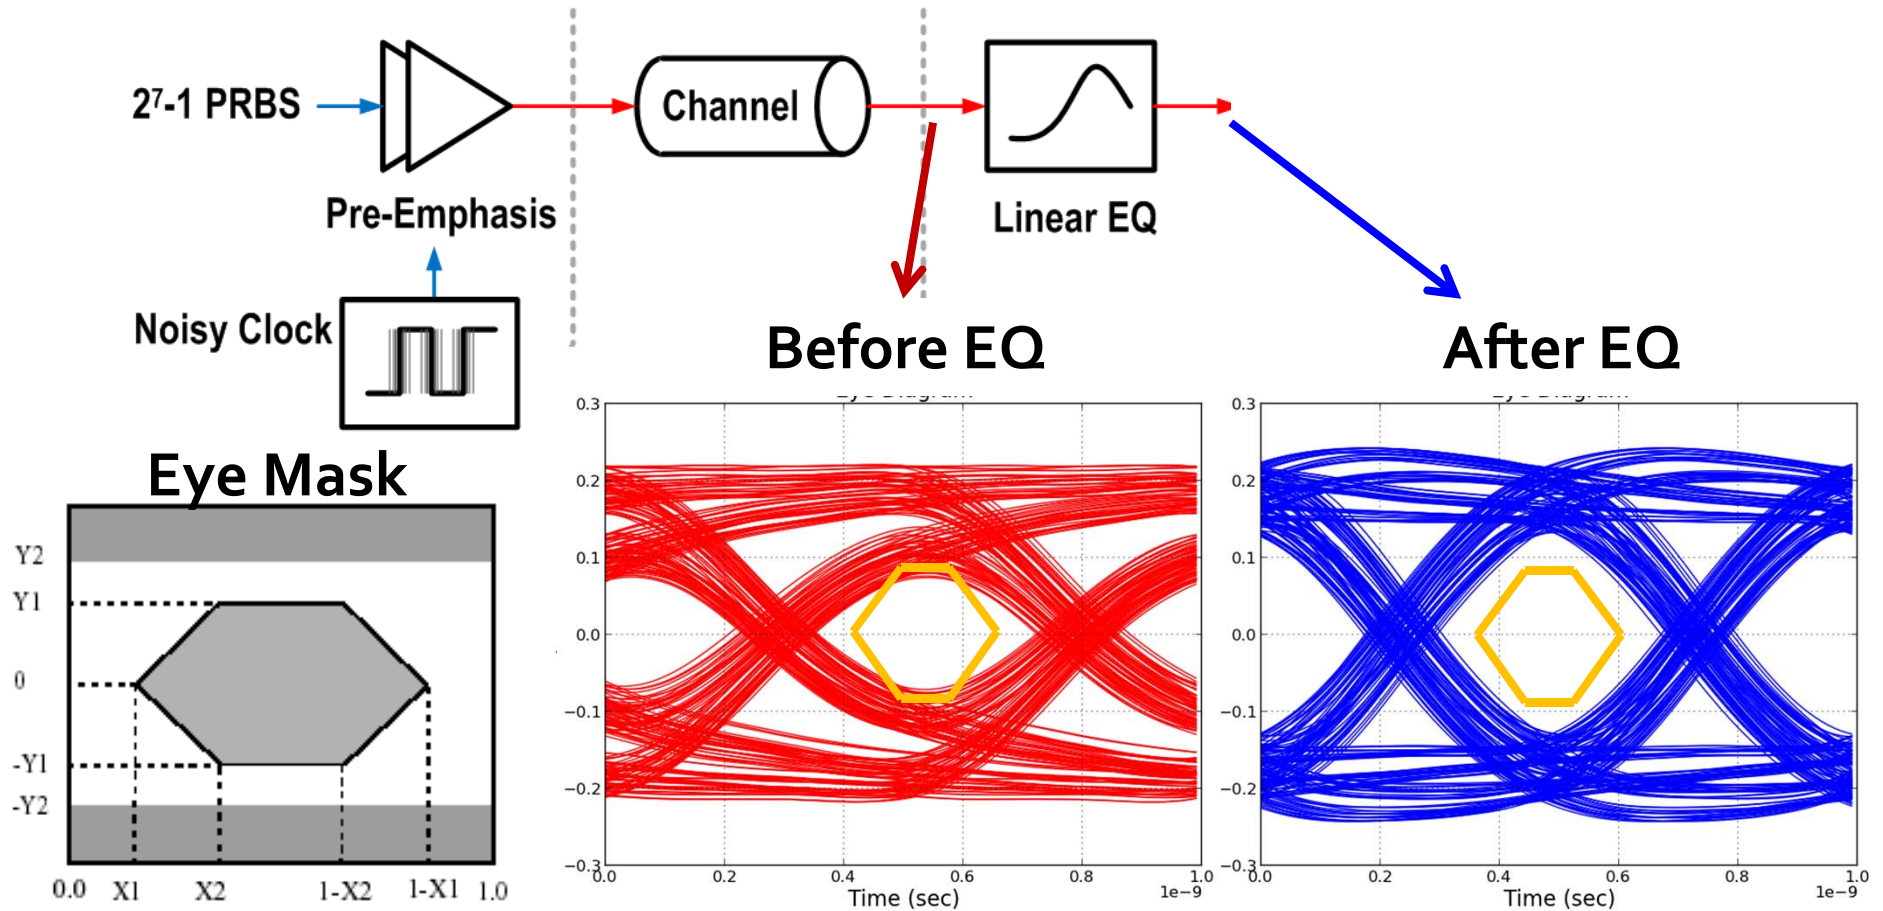 2⁷-1 PRBS
Channel
Pre-Emphasis
Linear EQ
Noisy Clock
Before EQ
After EQ
Eye Mask
Y2
Y1
0
-Y1
-Y2
0.0 X1 X2 1-X2 1-X1 1.0
0.3
0.2
0.1
0.0
−0.1
−0.2
−0.3
0.0 0.2 0.4 0.6 0.8 1.0
Time (sec)
1e−9
0.3
0.2
0.1
0.0
−0.1
−0.2
−0.3
0.0 0.2 0.4 0.6 0.8 1.0
Time (sec)
1e−9